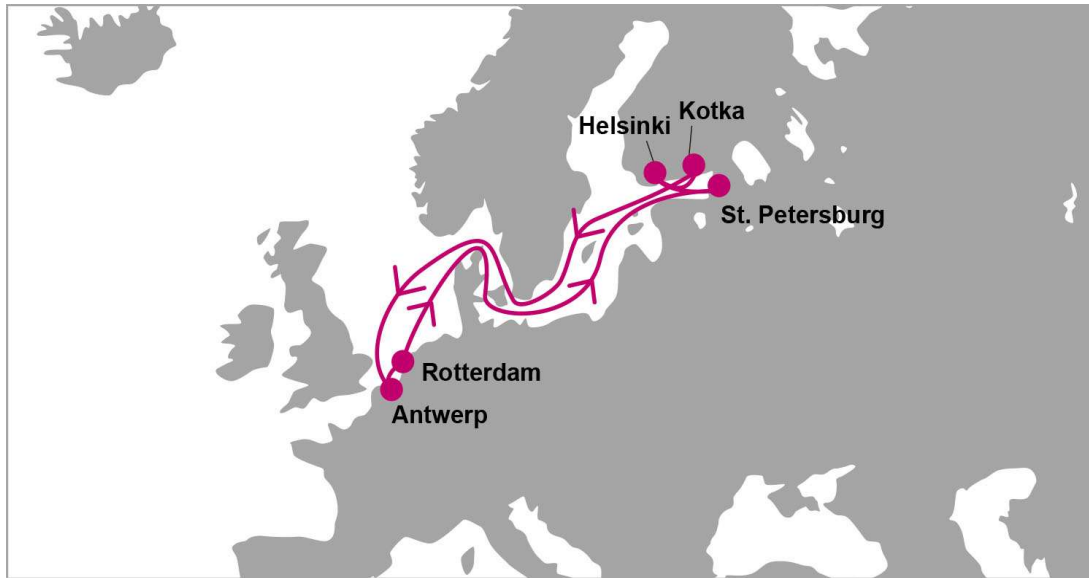 Kotka
Helsinki
St. Petersburg
Rotterdam
Antwerp